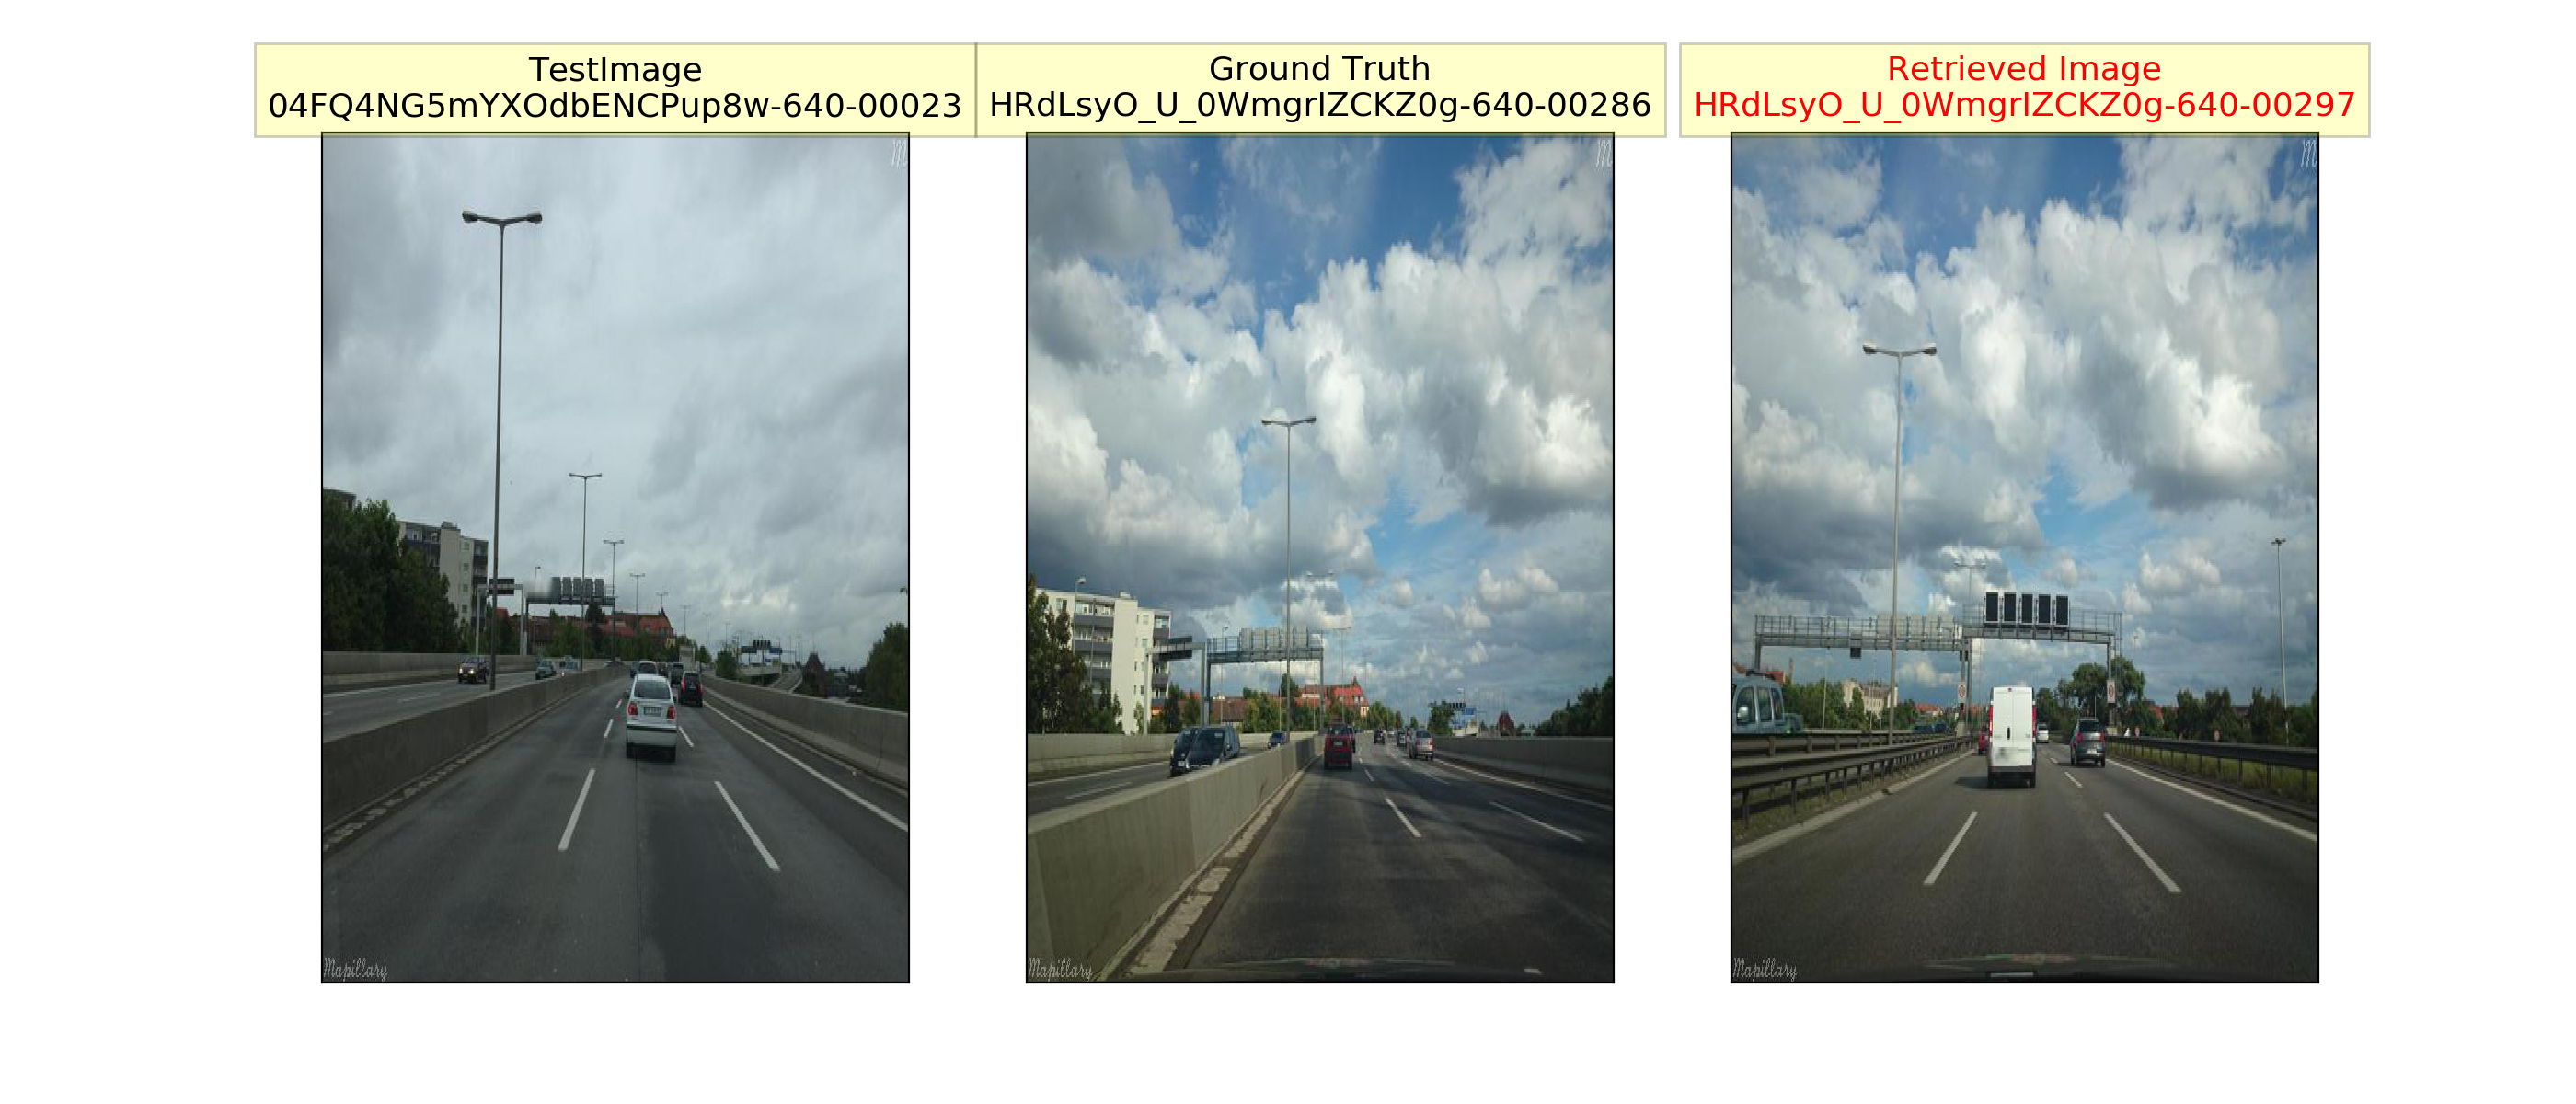 TestImage
04FQ4NG5mYXOdbENCPup8w-640-00023
Ground Truth
HRdLsyO_U_0WmgrIZCKZ0g-640-00286
Retrieved Image
HRdLsyO_U_0WmgrIZCKZ0g-640-00297
M
M
M
Mapillary
Mapillary
Mapillary